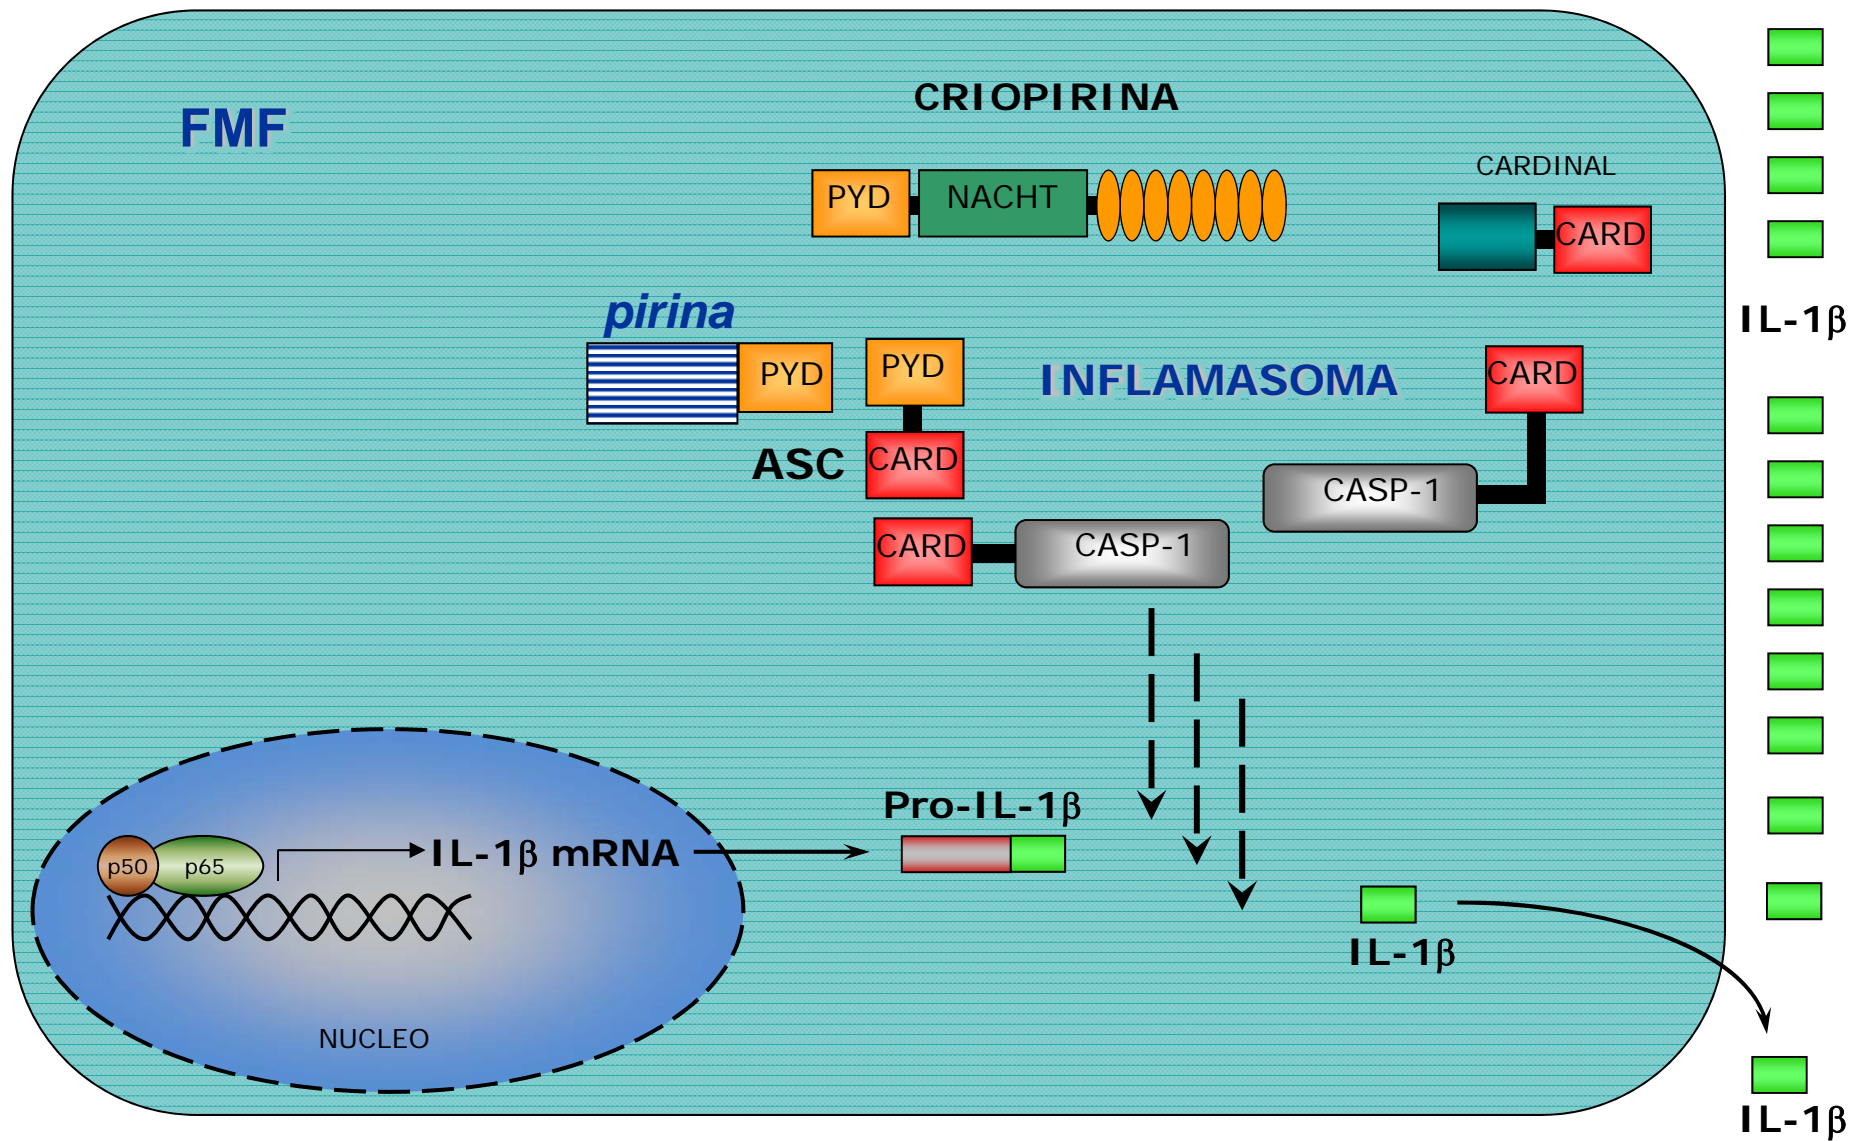 CRIOPIRINA
FMF
CARDINAL
PYD
NACHT
CARD
IL-1β
pirina
PYD
PYD
INFLAMASOMA
CARD
ASC
CARD
CASP-1
CARD
CASP-1
Pro-IL-1β
p50
p65
IL-1β mRNA
IL-1β
NUCLEO
IL-1β